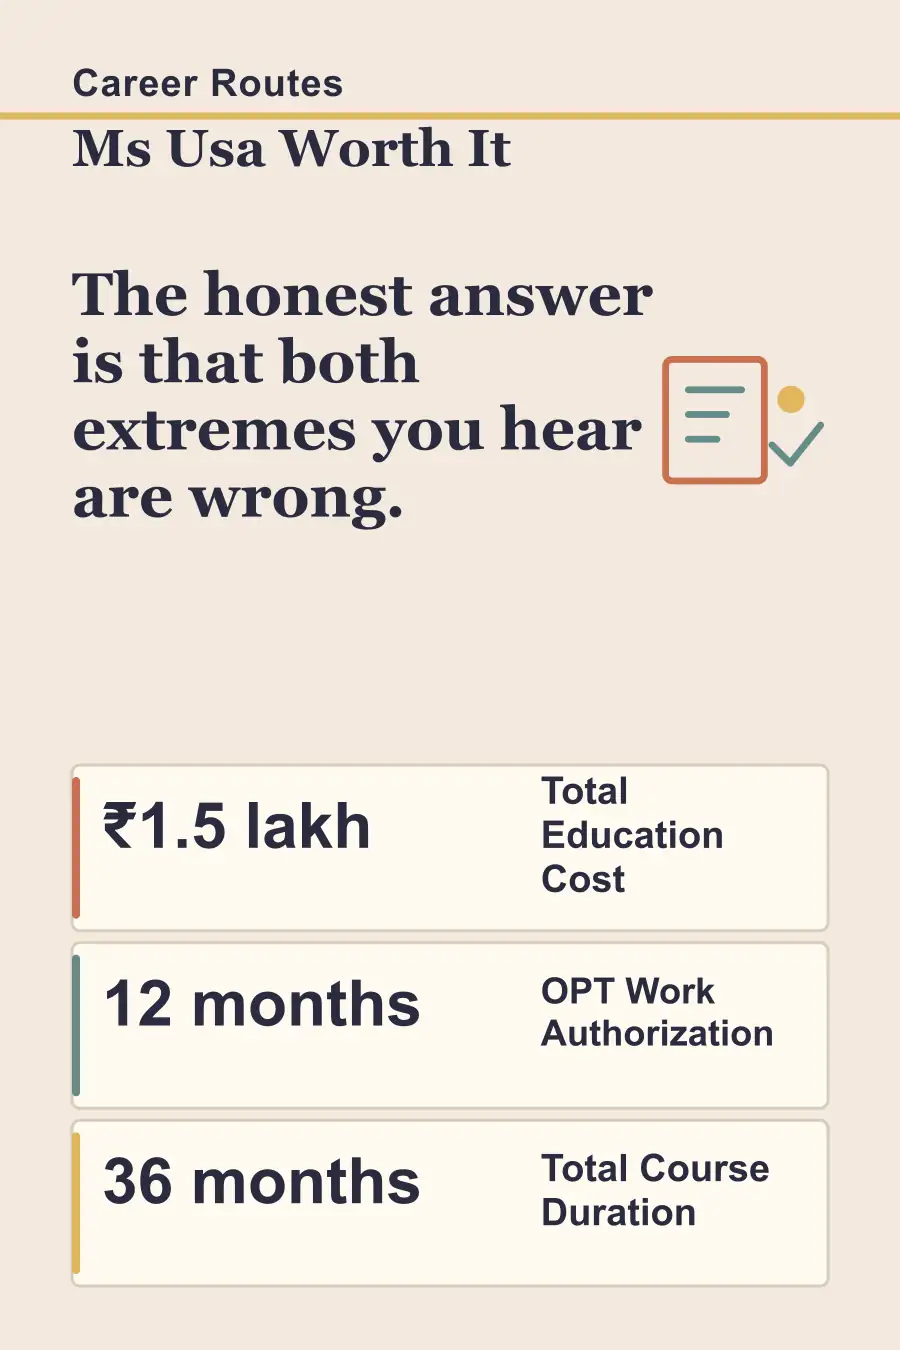 Career Routes
Ms Usa Worth It
The honest answer
is that both
extremes you hear
are wrong.
₹1.5 lakh
Total
Education
Cost
12 months
OPT Work
Authorization
36 months
Total Course
Duration